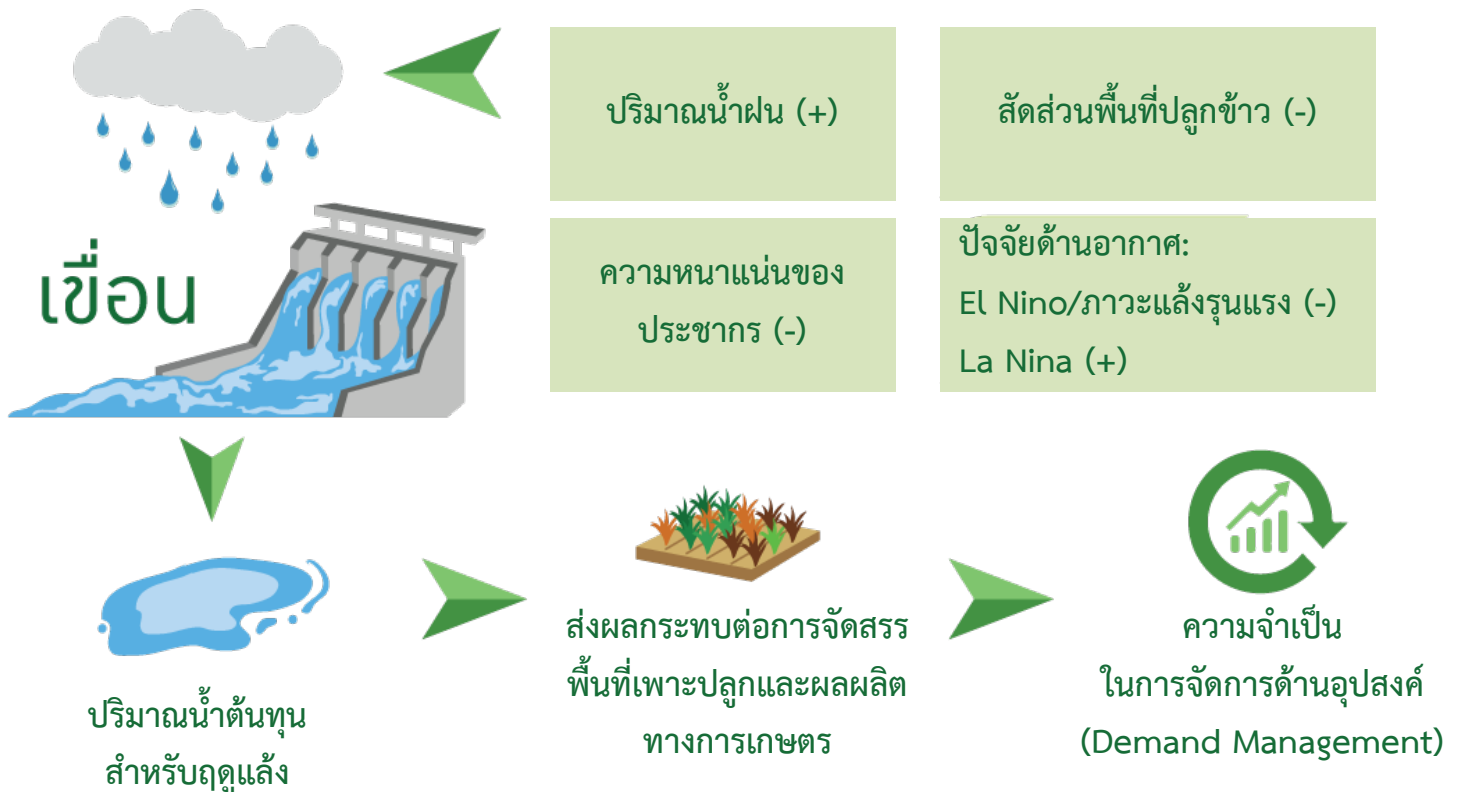 ปริมาณน้ำฝน (+)
สัดส่วนพื้นที่ปลูกข้าว (-)
เขื่อน
ความหนาแน่นของ
ประชากร (-)
ปัจจัยด้านอากาศ:
El Nino/ภาวะแล้งรุนแรง (-)
La Nina (+)
ปริมาณน้ำต้นทุน
สำหรับฤดูแล้ง
ส่งผลกระทบต่อการจัดสรร
พื้นที่เพาะปลูกและผลผลิต
ทางการเกษตร
ความจำเป็น
ในการจัดการด้านอุปสงค์
(Demand Management)